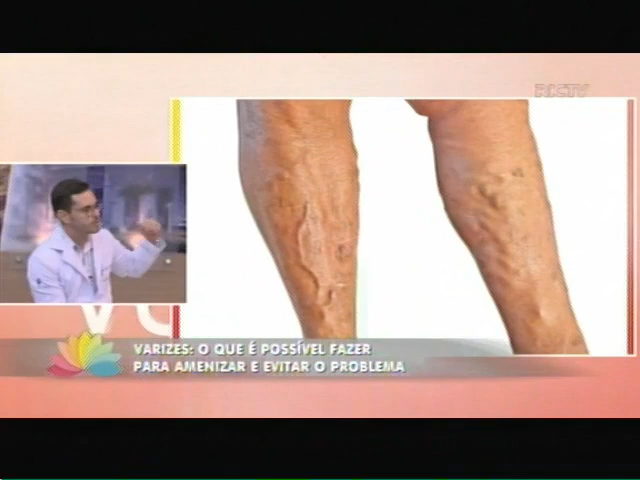 RICTV
VARIZES: O QUE É POSSÍVEL FAZER
PARA AMENIZAR E EVITAR O PROBLEMA